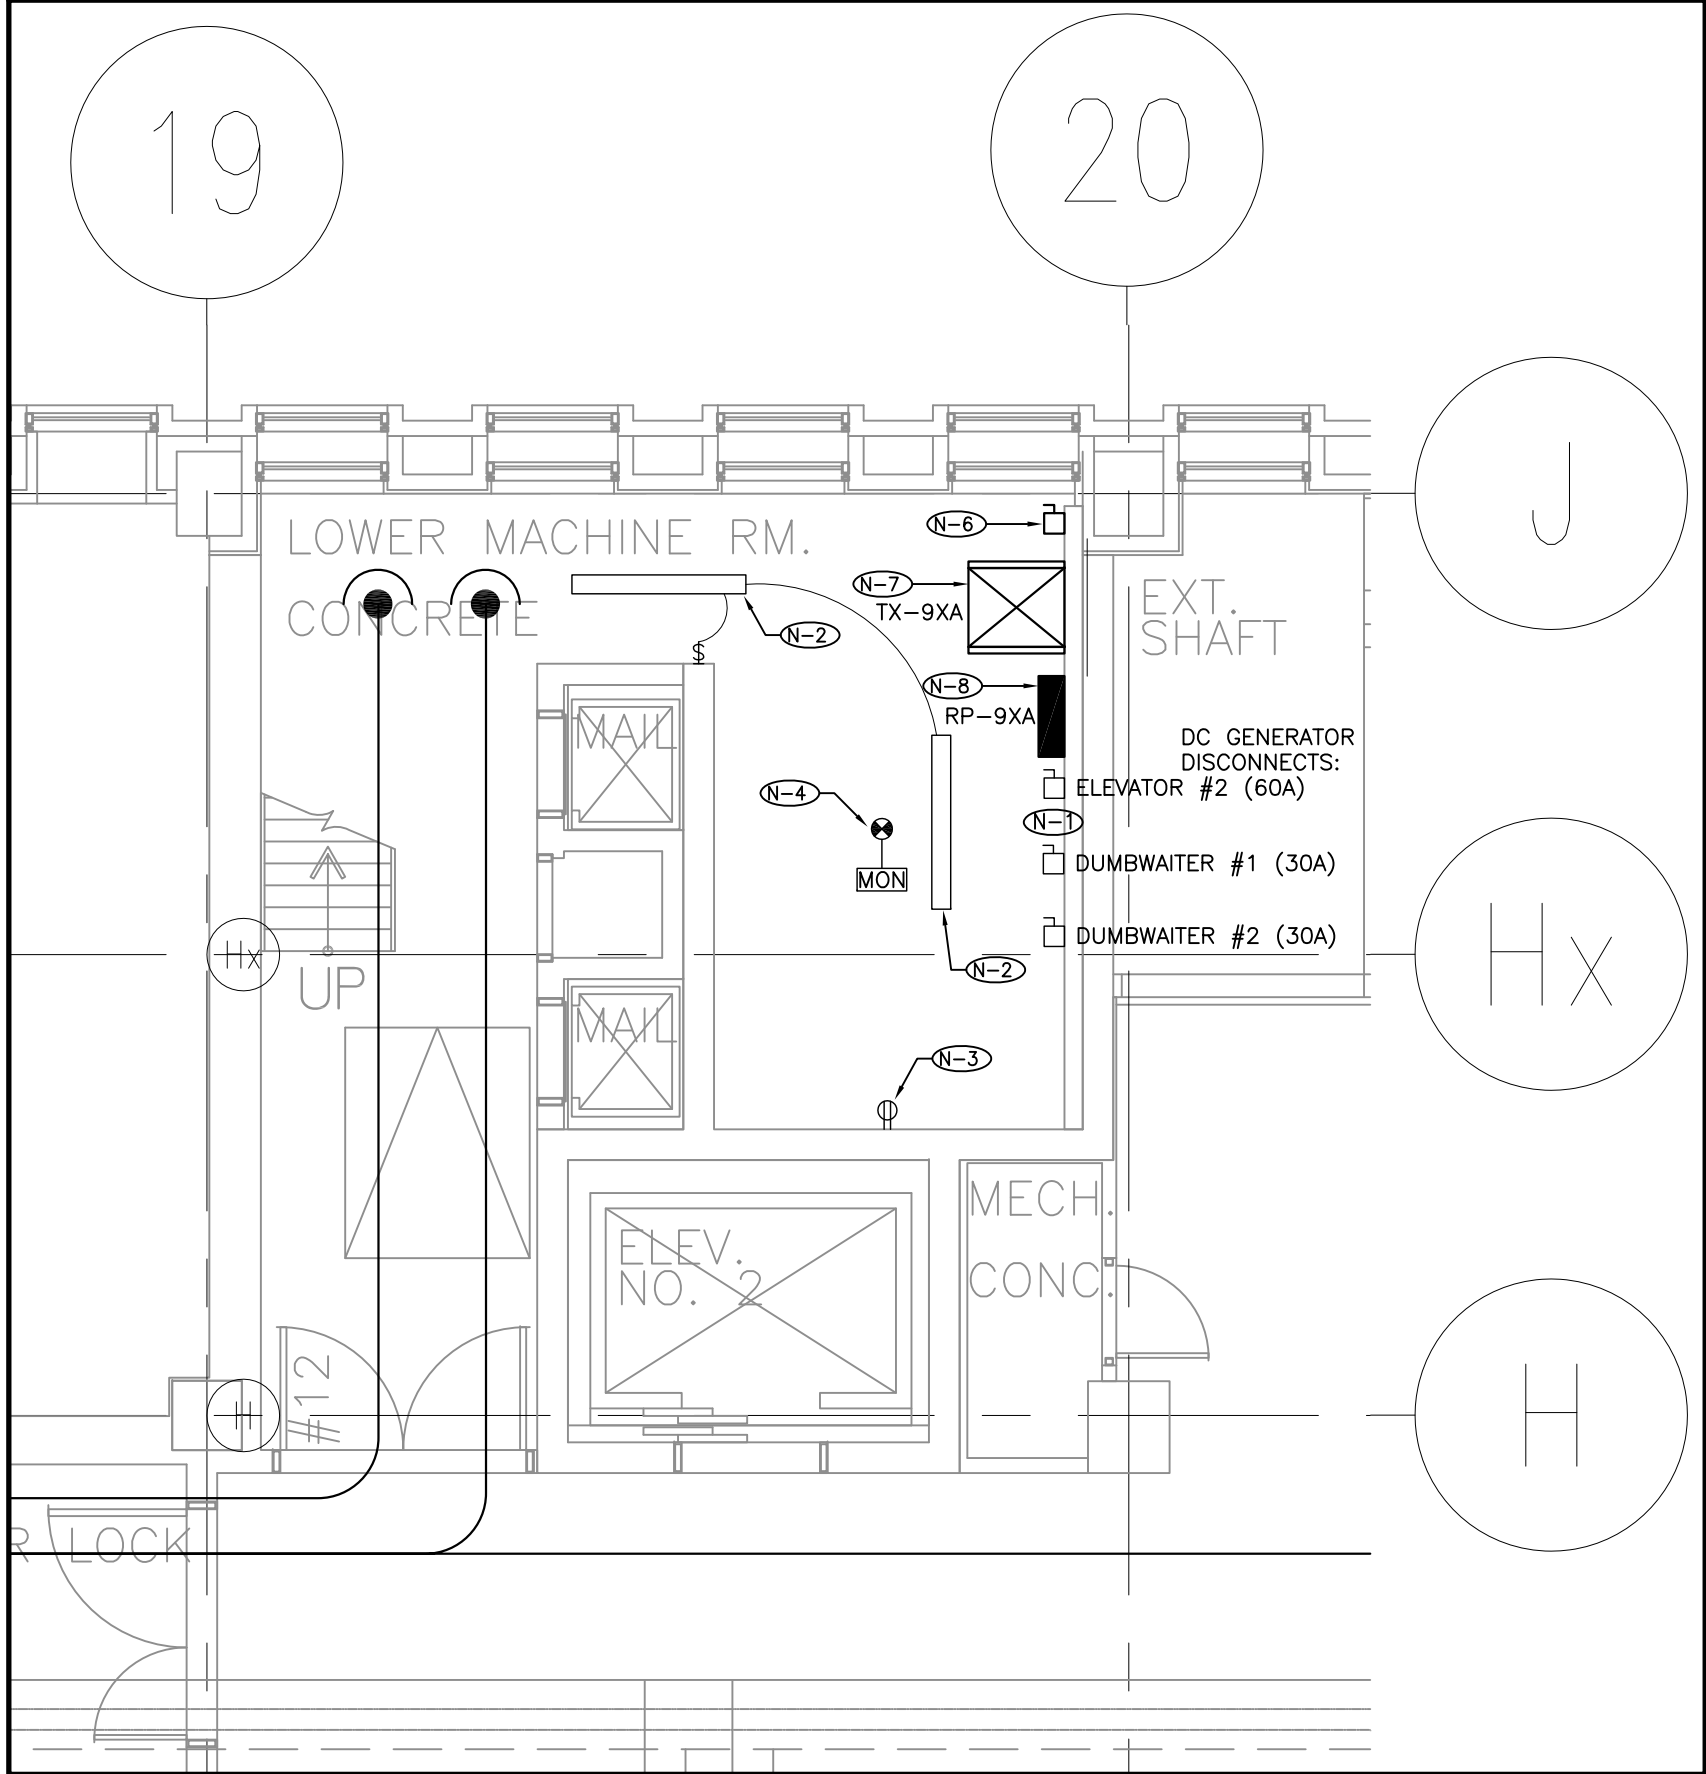 19
20
J
LOWER MACHINE RM.
CONCRETE
N-6
N-7
TX-9XA
EXT.
SHAFT
N-2
$
N-8
RP-9XA
MAIL
DC GENERATOR
DISCONNECTS:
ELEVATOR #2 (60A)
N-4
N-1
MON
DUMBWAITER #1 (30A)
DUMBWAITER #2 (30A)
Hx
Hx
N-2
UP
MAIL
N-3
MECH.
ELEV.
NO. 2
CONC.
#12
H
H
R LOCK